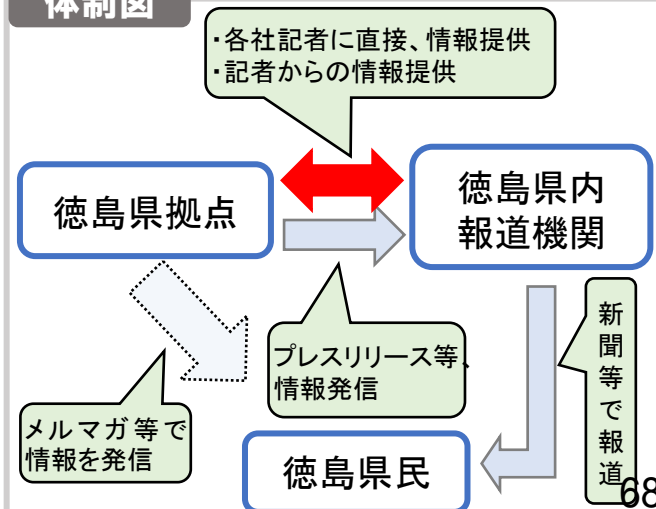 体制図
・各社記者に直接、情報提供
・記者からの情報提供
徳島県拠点
徳島県内
報道機関
プレスリリース等、
情報発信
新聞等で報道
メルマガ等で
情報を発信
徳島県民
68